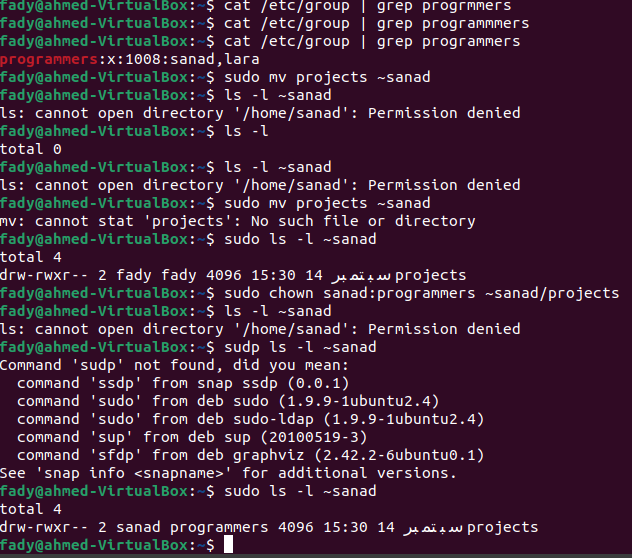 fady@ahmed-VirtualBox:~$ cat /etc/group | grep progrmmers
fady@ahmed-VirtualBox:~$ cat /etc/group | grep programmmers
fady@ahmed-VirtualBox:~$ cat /etc/group | grep programmers
programmers:x:1008:sanad,lara
fady@ahmed-VirtualBox:~$ sudo mv projects ~sanad
fady@ahmed-VirtualBox:~$ ls -l ~sanad
ls: cannot open directory '/home/sanad': Permission denied
fady@ahmed-VirtualBox:~$ ls -l
total 0
fady@ahmed-VirtualBox:~$ ls -l ~sanad
ls: cannot open directory '/home/sanad': Permission denied
fady@ahmed-VirtualBox:~$ sudo mv projects ~sanad
mv: cannot stat 'projects': No such file or directory
fady@ahmed-VirtualBox:~$ sudo ls -l ~sanad
total 4
drw-rwxr-- 2 fady fady 4096 15:30 14 سبتمبر projects
fady@ahmed-VirtualBox:~$ sudo chown sanad:programmers ~sanad/projects
fady@ahmed-VirtualBox:~$ ls -l ~sanad
ls: cannot open directory '/home/sanad': Permission denied
fady@ahmed-VirtualBox:~$ sudp ls -l ~sanad
Command 'sudp' not found, did you mean:
  command 'ssdp' from snap ssdp (0.0.1)
  command 'sudo' from deb sudo (1.9.9-1ubuntu2.4)
  command 'sudo' from deb sudo-ldap (1.9.9-1ubuntu2.4)
  command 'sup' from deb sup (20100519-3)
  command 'sfdp' from deb graphviz (2.42.2-6ubuntu0.1)
See 'snap info <snapname>' for additional versions.
fady@ahmed-VirtualBox:~$ sudo ls -l ~sanad
total 4
drw-rwxr-- 2 sanad programmers 4096 15:30 14 سبتمبر projects
fady@ahmed-VirtualBox:~$